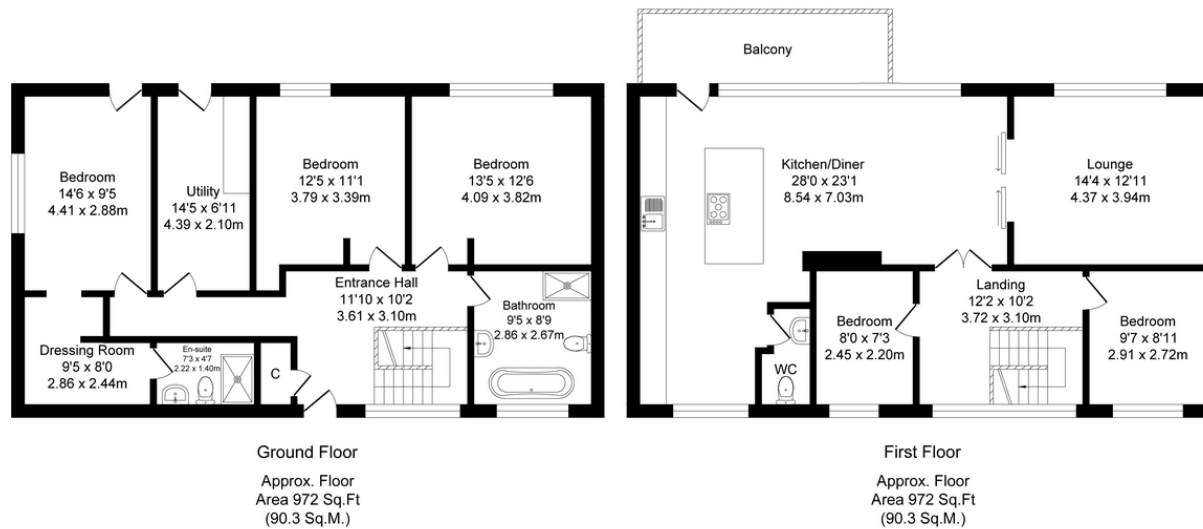 Bedroom
14'6 x 9'5
4.41 x 2.88m
Utility
14'5 x 6'11
4.39 x 2.10m
Bedroom
12'5 x 11'1
3.79 x 3.39m
Bedroom
13'5 x 12'6
4.09 x 3.82m
Entrance Hall
11'10 x 10'2
3.61 x 3.10m
Bathroom
9'5 x 8'9
2.86 x 2.67m
Dressing Room
9'5 x 8'0
2.86 x 2.44m
En-suite
7'3 x 4'7
2.22 x 1.40m
C
Ground Floor
Approx. Floor
Area 972 Sq.Ft
(90.3 Sq.M.)
Balcony
Kitchen/Diner
28'0 x 23'1
8.54 x 7.03m
Lounge
14'4 x 12'11
4.37 x 3.94m
Landing
12'2 x 10'2
3.72 x 3.10m
Bedroom
8'0 x 7'3
2.45 x 2.20m
Bedroom
9'7 x 8'11
2.91 x 2.72m
WC
First Floor
Approx. Floor
Area 972 Sq.Ft
(90.3 Sq.M.)